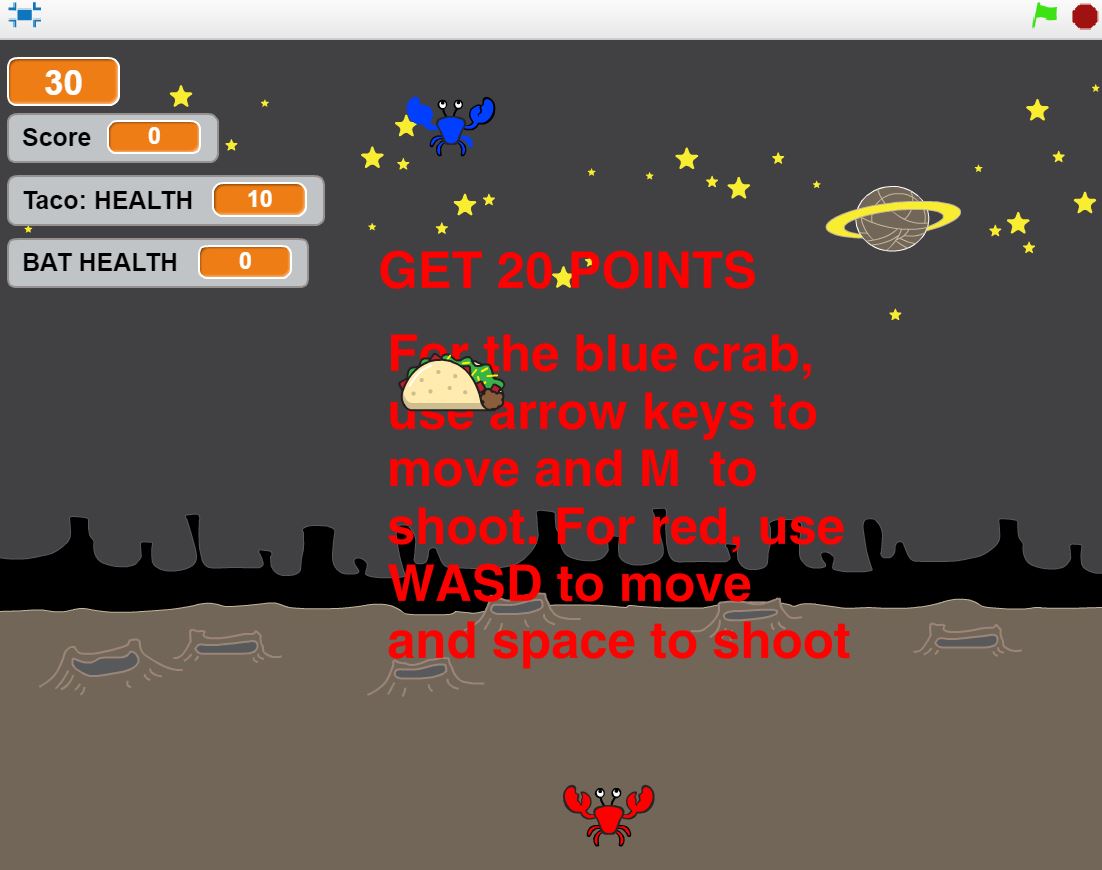 30
Score 0
Taco: HEALTH 10
BAT HEALTH 0
GET 20 POINTS
For the blue crab,
use arrow keys to
move and M  to
shoot. For red, use
WASD to move
and space to shoot